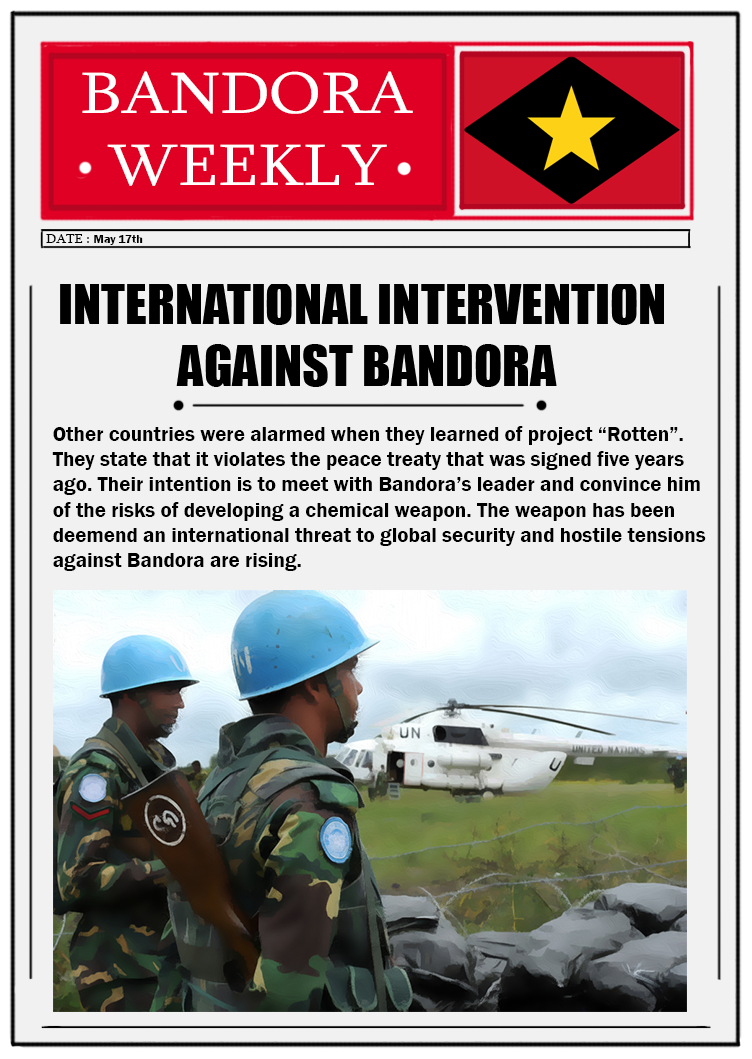 BANDORA
• WEEKLY •
DATE : May 17th
INTERNATIONAL INTERVENTION
AGAINST BANDORA
Other countries were alarmed when they learned of project “Rotten”.
They state that it violates the peace treaty that was signed five years
ago. Their intention is to meet with Bandora’s leader and convince him
of the risks of developing a chemical weapon. The weapon has been
deemend an international threat to global security and hostile tensions
against Bandora are rising.
UN
UNITED NATIONS
U